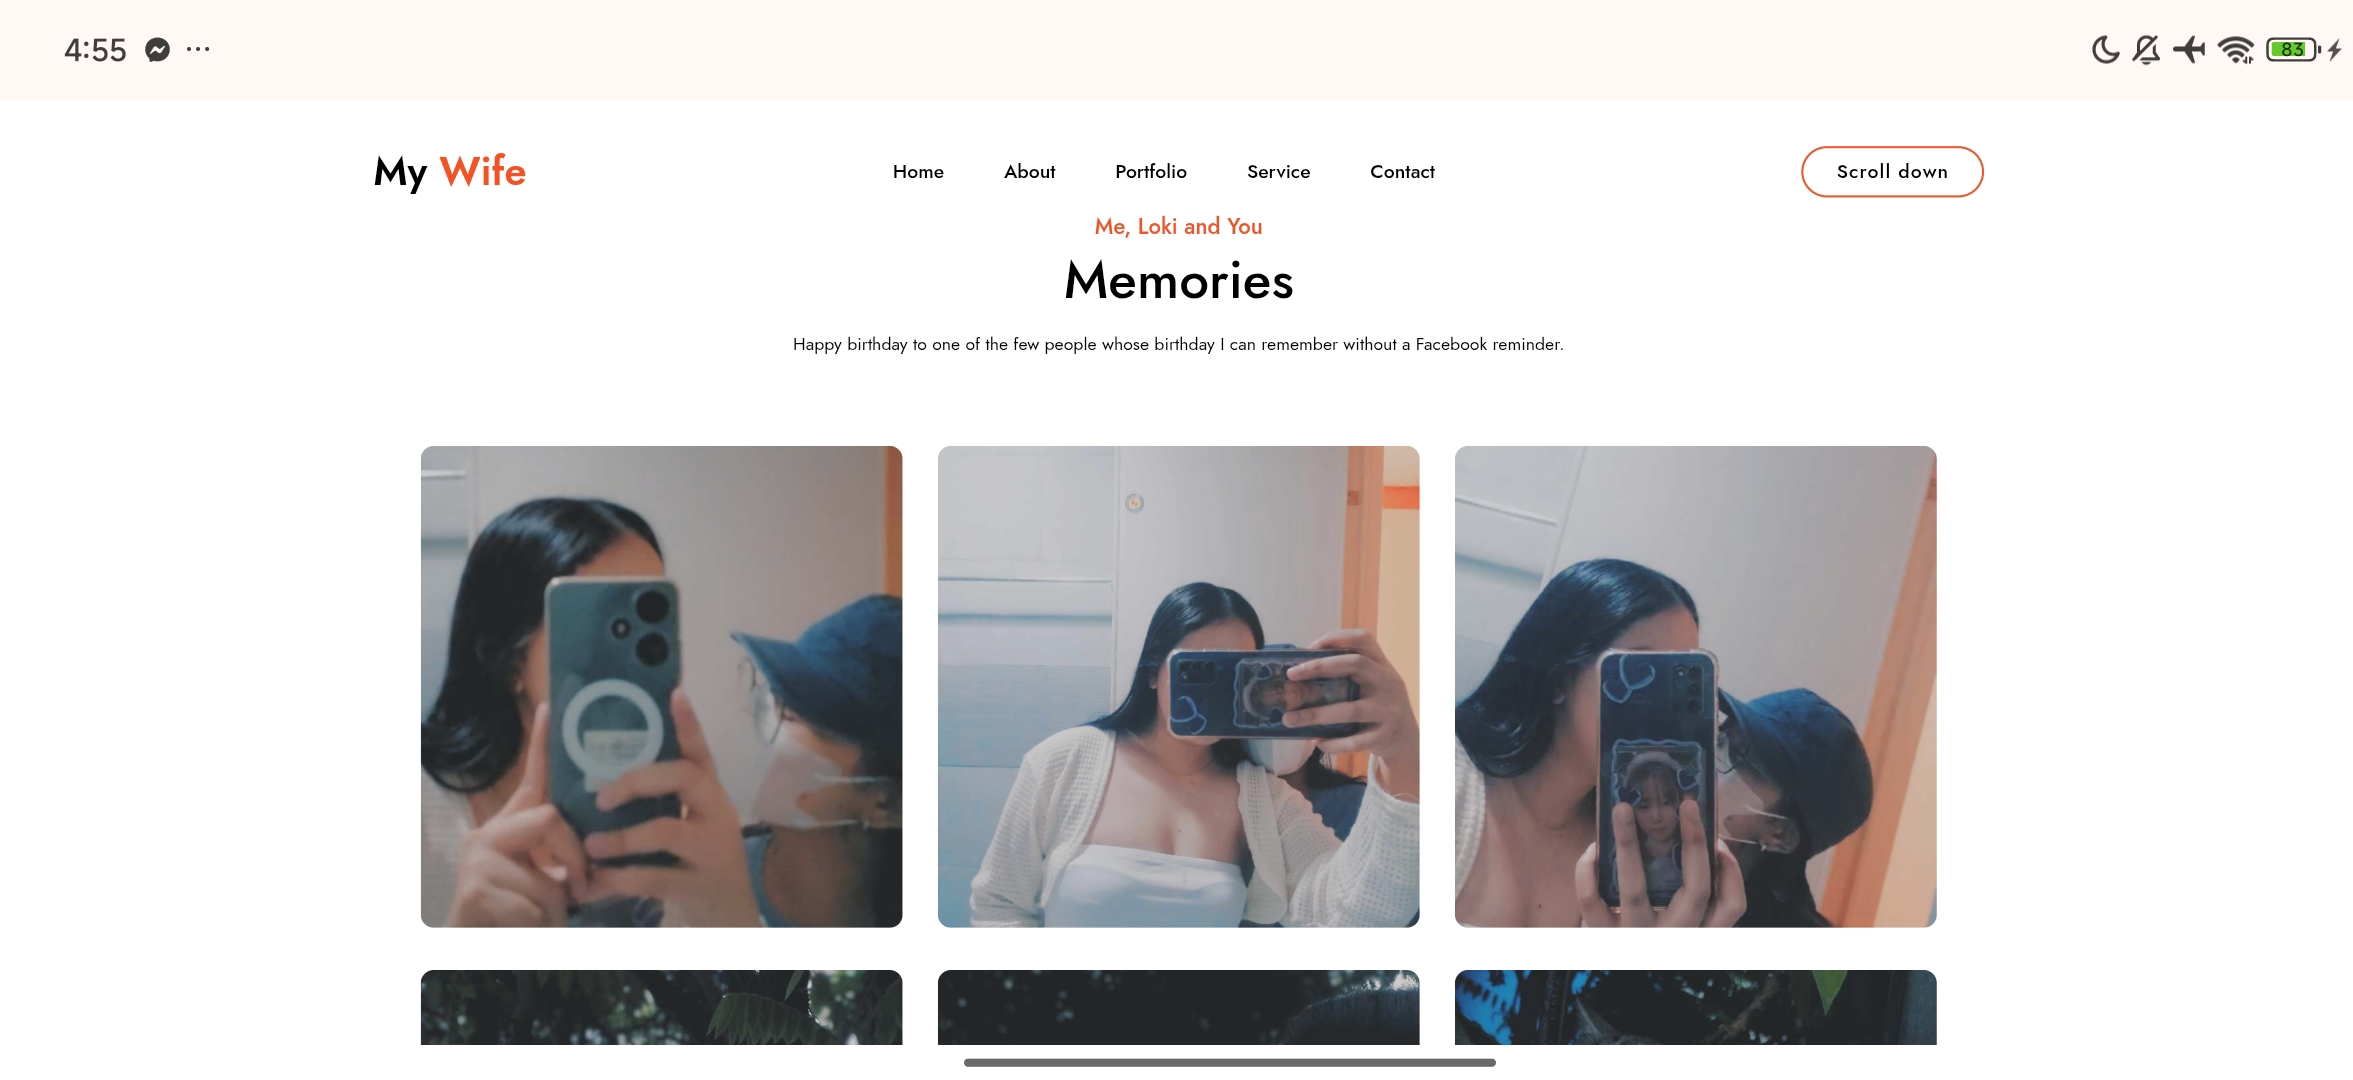 4:55
83
My Wife
Home About Portfolio Service Contact
Scroll down
Me, Loki and You
Memories
Happy birthday to one of the few people whose birthday I can remember without a Facebook reminder.